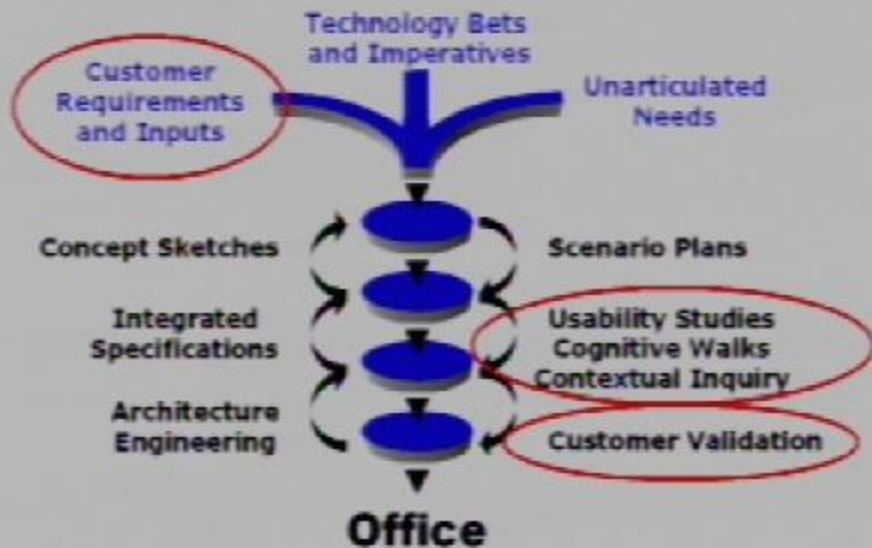 Technology Bets
and Imperatives
Customer
Requirements
and Inputs
Unarticulated
Needs
Concept Sketches
Scenario Plans
Integrated
Specifications
Usability Studies
Cognitive Walks
Contextual Inquiry
Architecture
Engineering
Customer Validation
Office